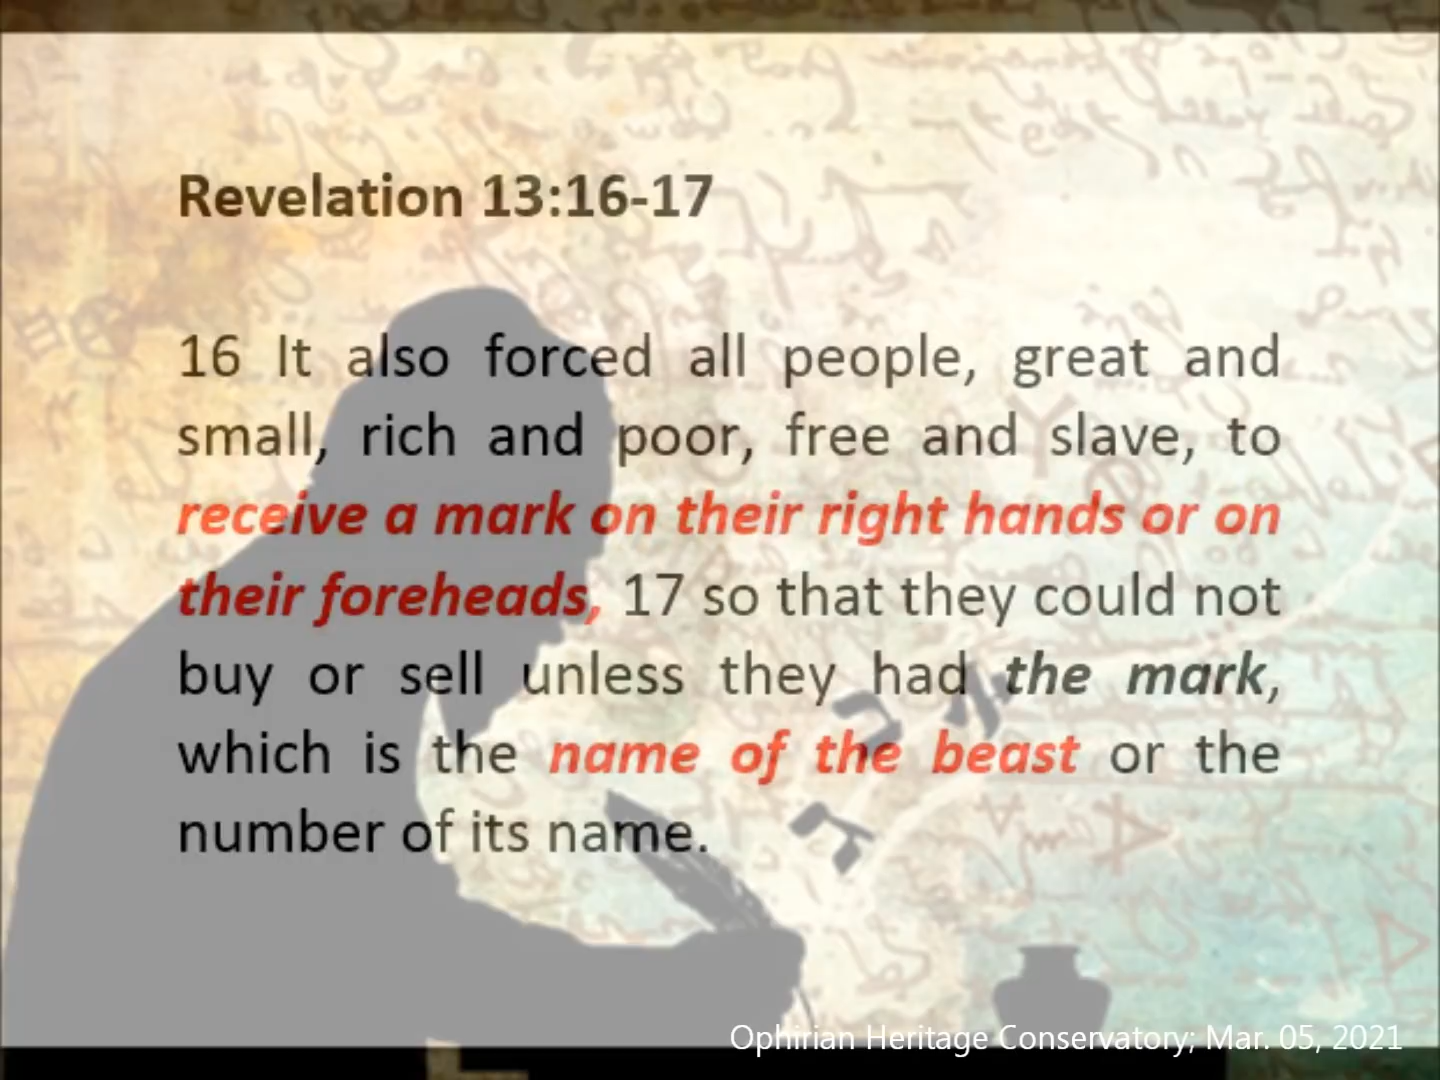 Revelation 13:16-17
16 It also forced all people, great and
small, rich and poor, free and slave, to
receive a mark on their right hands or on
their foreheads, 17 so that they could not
buy or sell unless they had the mark,
which is the name of the beast or the
number of its name.
Ophirian Heritage Conservatory; Mar. 05, 2021